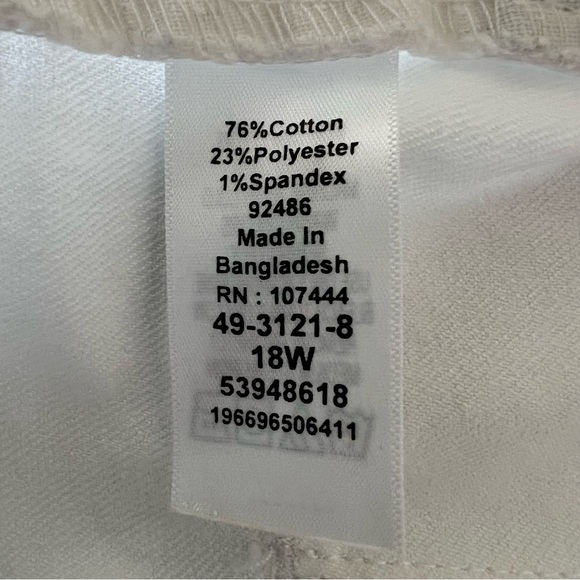 76%Cotton
23%Polyester
1%Spandex
92486
Made In
Bangladesh
RN : 107444
49-3121-8
18W
53948618
196696506411